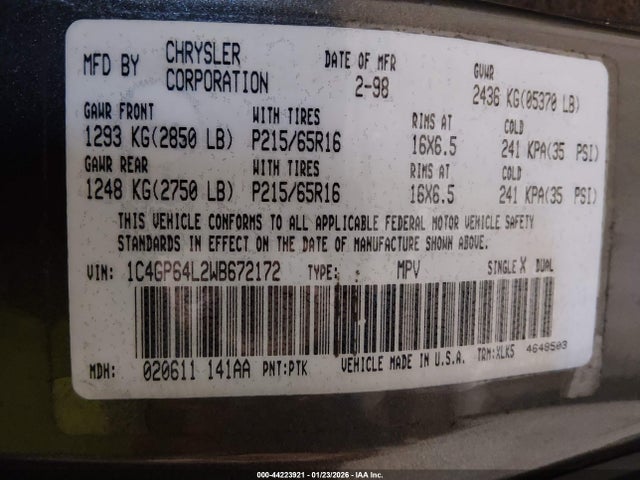 MFD BY CHRYSLER CORPORATION DATE OF MFR 2-98 GVWR 2436 KG(05370 LB)
GAWR FRONT WITH TIRES RIMS AT COLD
1293 KG(2850 LB) P215/65R16 16X6.5 241 KPA(35 PSI)
GAWR REAR WITH TIRES RIMS AT COLD
1248 KG(2750 LB) P215/65R16 16X6.5 241 KPA(35 PSI)
THIS VEHICLE CONFORMS TO ALL APPLICABLE FEDERAL MOTOR VEHICLE SAFETY
STANDARDS IN EFFECT ON THE DATE OF MANUFACTURE SHOWN ABOVE.
VIN: 1C4GP64L2WB672172 TYPE: MPV SINGLE X DUAL
MDH: 020611 141AA PNT:PTK VEHICLE MADE IN U.S.A. TRM:XLK5 4648503
000-44223921 - 01/23/2026 - IAA Inc.